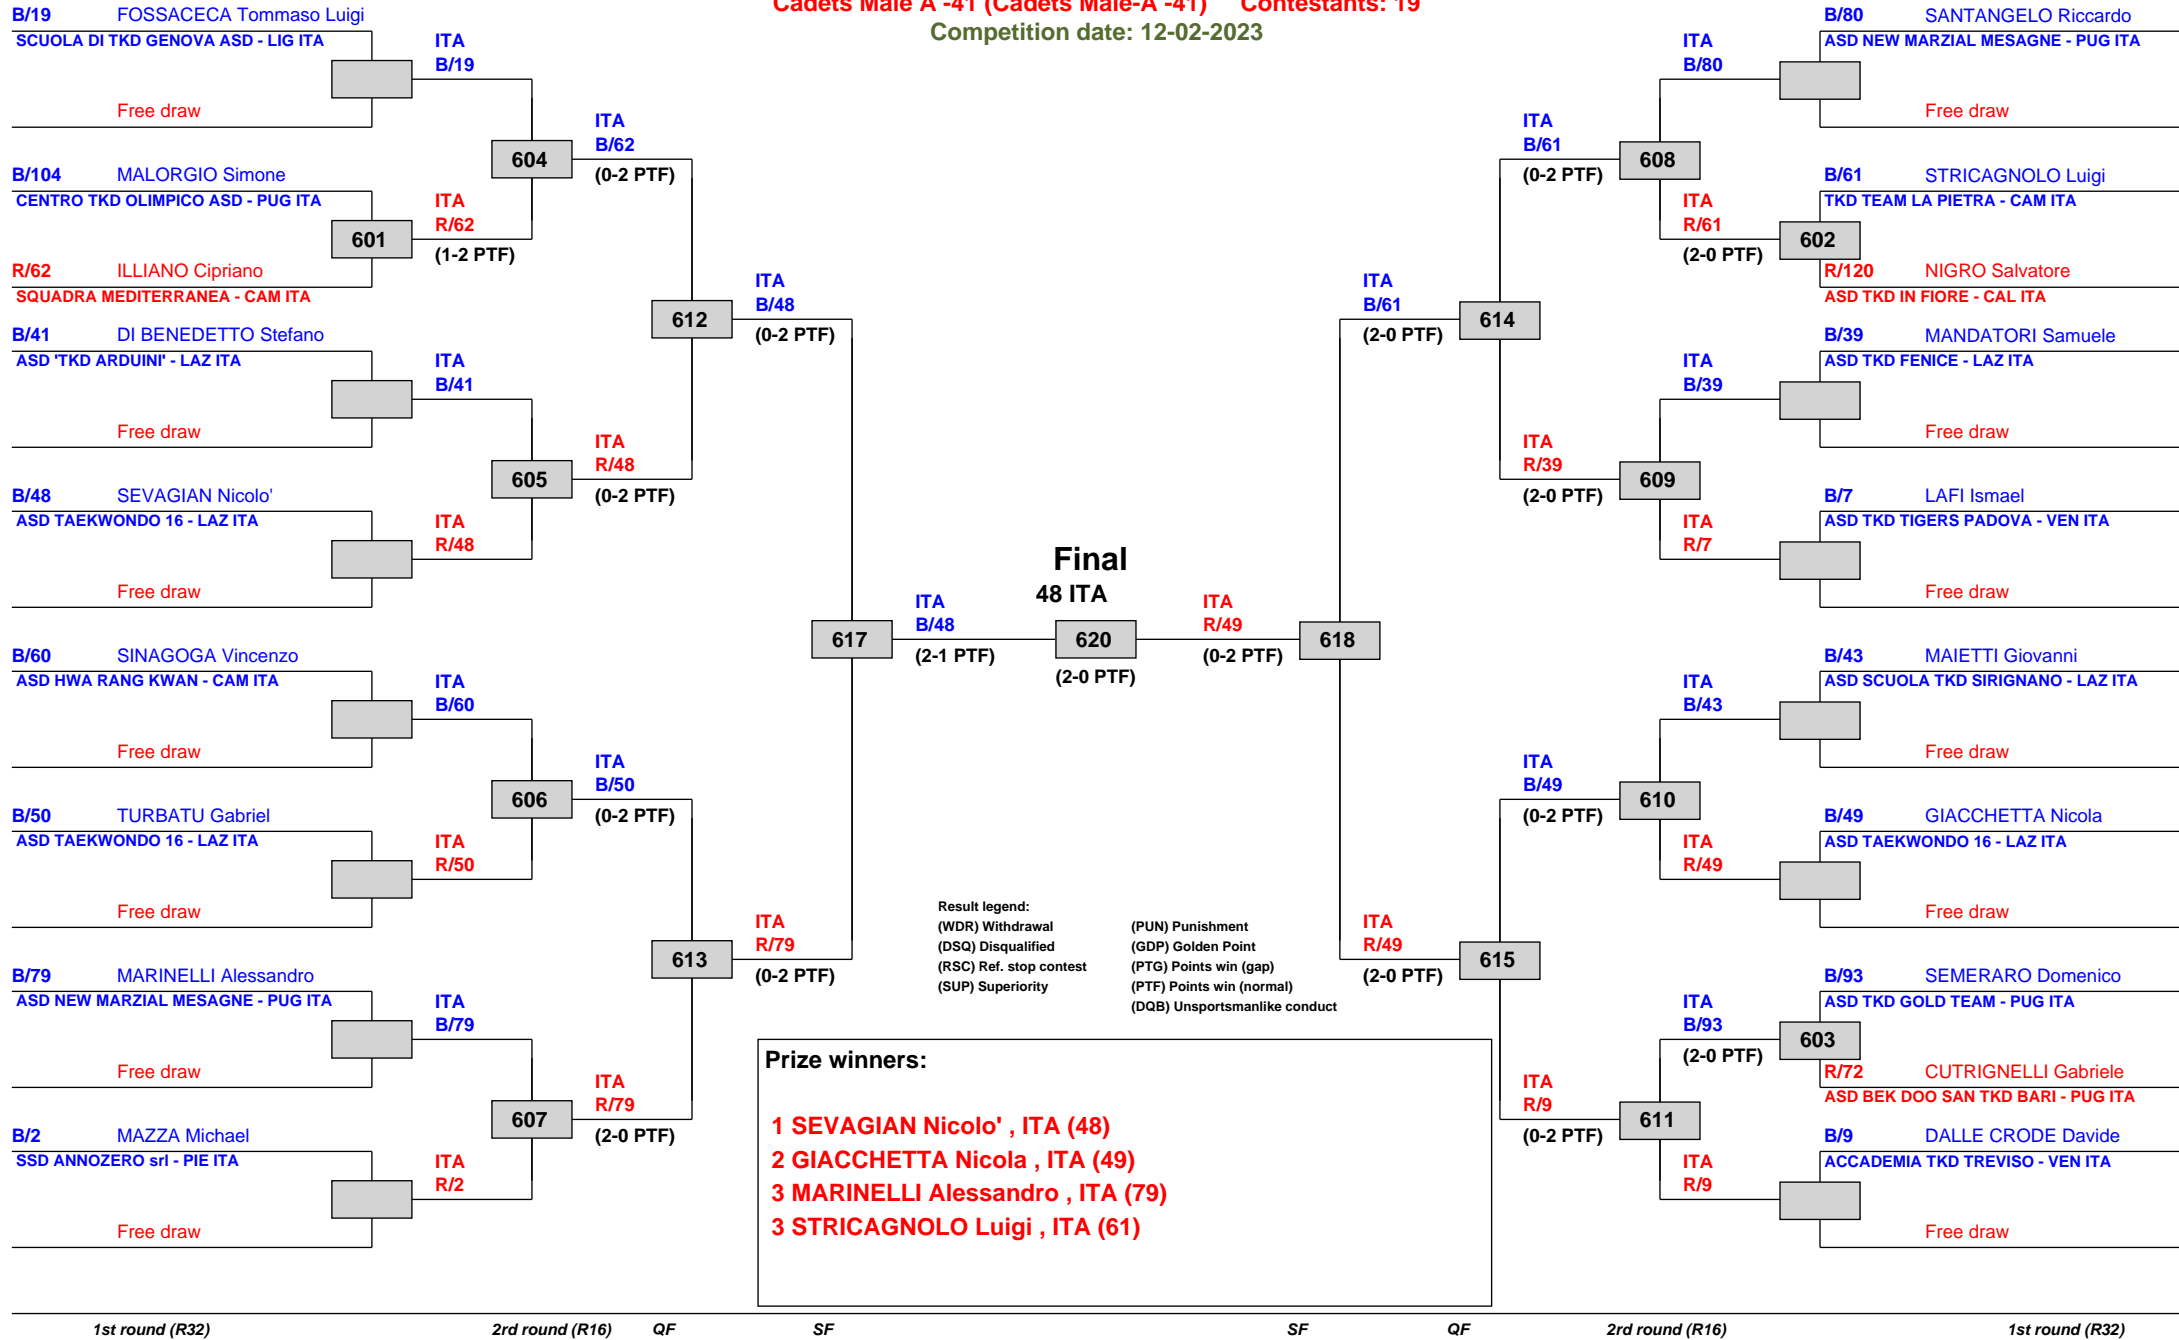 Cadets Male A -41 (Cadets Male-A -41) Contestants: 19
Competition date: 12-02-2023
B/19 FOSSACECA Tommaso Luigi
SCUOLA DI TKD GENOVA ASD - LIG ITA
Free draw
B/104 MALORGIO Simone
CENTRO TKD OLIMPICO ASD - PUG ITA
601
R/62 ILLIANO Cipriano
SQUADRA MEDITERRANEA - CAM ITA
B/41 DI BENEDETTO Stefano
ASD 'TKD ARDUINI' - LAZ ITA
Free draw
B/48 SEVAGIAN Nicolo'
ASD TAEKWONDO 16 - LAZ ITA
Free draw
B/60 SINAGOGA Vincenzo
ASD HWA RANG KWAN - CAM ITA
Free draw
B/50 TURBATU Gabriel
ASD TAEKWONDO 16 - LAZ ITA
Free draw
B/79 MARINELLI Alessandro
ASD NEW MARZIAL MESAGNE - PUG ITA
Free draw
B/2 MAZZA Michael
SSD ANNOZERO srl - PIE ITA
Free draw
ITA
B/19
604
ITA
R/62
(1-2 PTF)
ITA
B/41
605
ITA
R/48
ITA
B/60
606
ITA
R/50
ITA
B/79
607
ITA
R/2
ITA
B/62
(0-2 PTF)
612
ITA
R/48
(0-2 PTF)
ITA
B/50
(0-2 PTF)
613
ITA
R/79
(2-0 PTF)
ITA
B/48
(0-2 PTF)
617
ITA
R/79
(0-2 PTF)
ITA
B/48
(2-1 PTF)
Final
48 ITA
620
(2-0 PTF)
ITA
R/49
(0-2 PTF)
618
ITA
B/61
(2-0 PTF)
614
ITA
R/49
(2-0 PTF)
615
ITA
B/61
(0-2 PTF)
608
ITA
R/39
(2-0 PTF)
609
ITA
B/49
(0-2 PTF)
610
ITA
R/9
(0-2 PTF)
611
ITA
B/80
ITA
R/61
(2-0 PTF)
ITA
B/39
ITA
R/7
ITA
B/43
ITA
R/49
ITA
B/93
(2-0 PTF)
ITA
R/9
B/80 SANTANGELO Riccardo
ASD NEW MARZIAL MESAGNE - PUG ITA
Free draw
B/61 STRICAGNOLO Luigi
TKD TEAM LA PIETRA - CAM ITA
602
R/120 NIGRO Salvatore
ASD TKD IN FIORE - CAL ITA
B/39 MANDATORI Samuele
ASD TKD FENICE - LAZ ITA
Free draw
B/7 LAFI Ismael
ASD TKD TIGERS PADOVA - VEN ITA
Free draw
B/43 MAIETTI Giovanni
ASD SCUOLA TKD SIRIGNANO - LAZ ITA
Free draw
B/49 GIACCHETTA Nicola
ASD TAEKWONDO 16 - LAZ ITA
Free draw
B/93 SEMERARO Domenico
ASD TKD GOLD TEAM - PUG ITA
603
R/72 CUTRIGNELLI Gabriele
ASD BEK DOO SAN TKD BARI - PUG ITA
B/9 DALLE CRODE Davide
ACCADEMIA TKD TREVISO - VEN ITA
Free draw
Result legend:
(WDR) Withdrawal (PUN) Punishment
(DSQ) Disqualified (GDP) Golden Point
(RSC) Ref. stop contest (PTG) Points win (gap)
(SUP) Superiority (PTF) Points win (normal)
(DQB) Unsportsmanlike conduct
Prize winners:
1 SEVAGIAN Nicolo' , ITA (48)
2 GIACCHETTA Nicola , ITA (49)
3 MARINELLI Alessandro , ITA (79)
3 STRICAGNOLO Luigi , ITA (61)
1st round (R32) 2rd round (R16) QF SF SF QF 2rd round (R16) 1st round (R32)